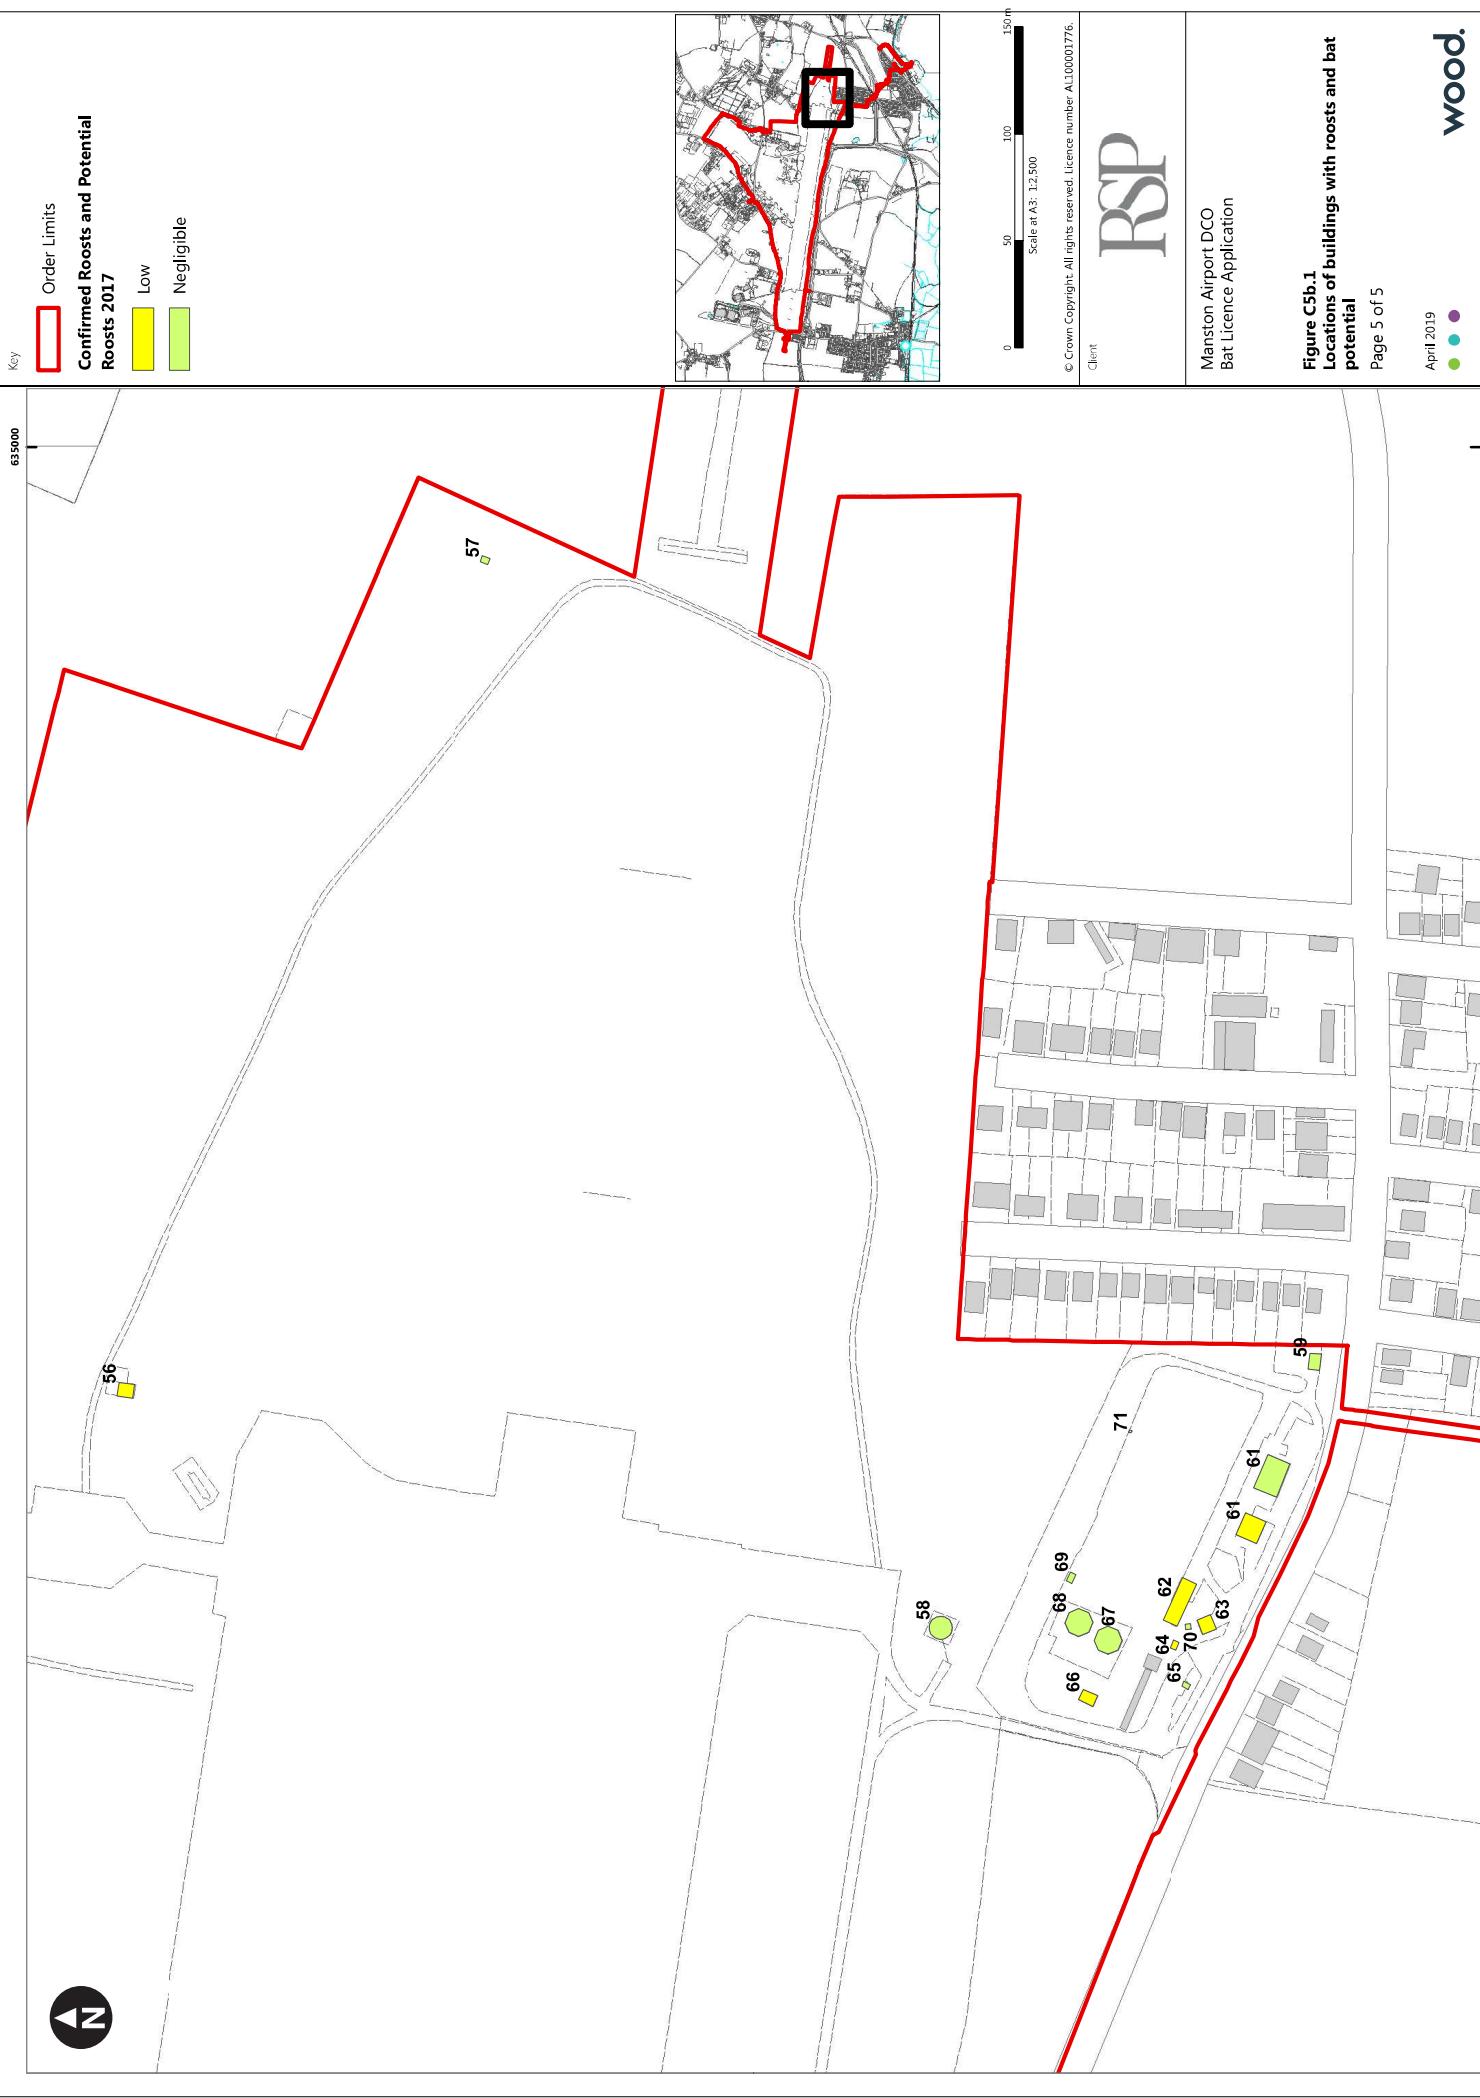 Key
Order Limits
Confirmed Roosts and Potential
Roosts 2017
Low
Negligible
0 50 100 150 m
Scale at A3: 1:2,500
© Crown Copyright. All rights reserved. Licence number AL100001776.
Client
RSP
Manston Airport DCO
Bat Licence Application
Figure C5b.1
Locations of buildings with roosts and bat
potential
Page 5 of 5
April 2019
wood.
635000
57
56
59
71
61
61
69
62
68
58
67
63
70
64
66
65
N